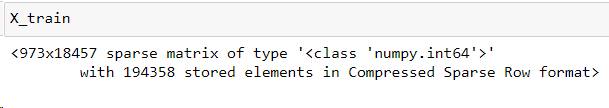 X_train
<973x18457 sparse matrix of type '<class 'numpy.int64'>'
        with 194358 stored elements in Compressed Sparse Row format>